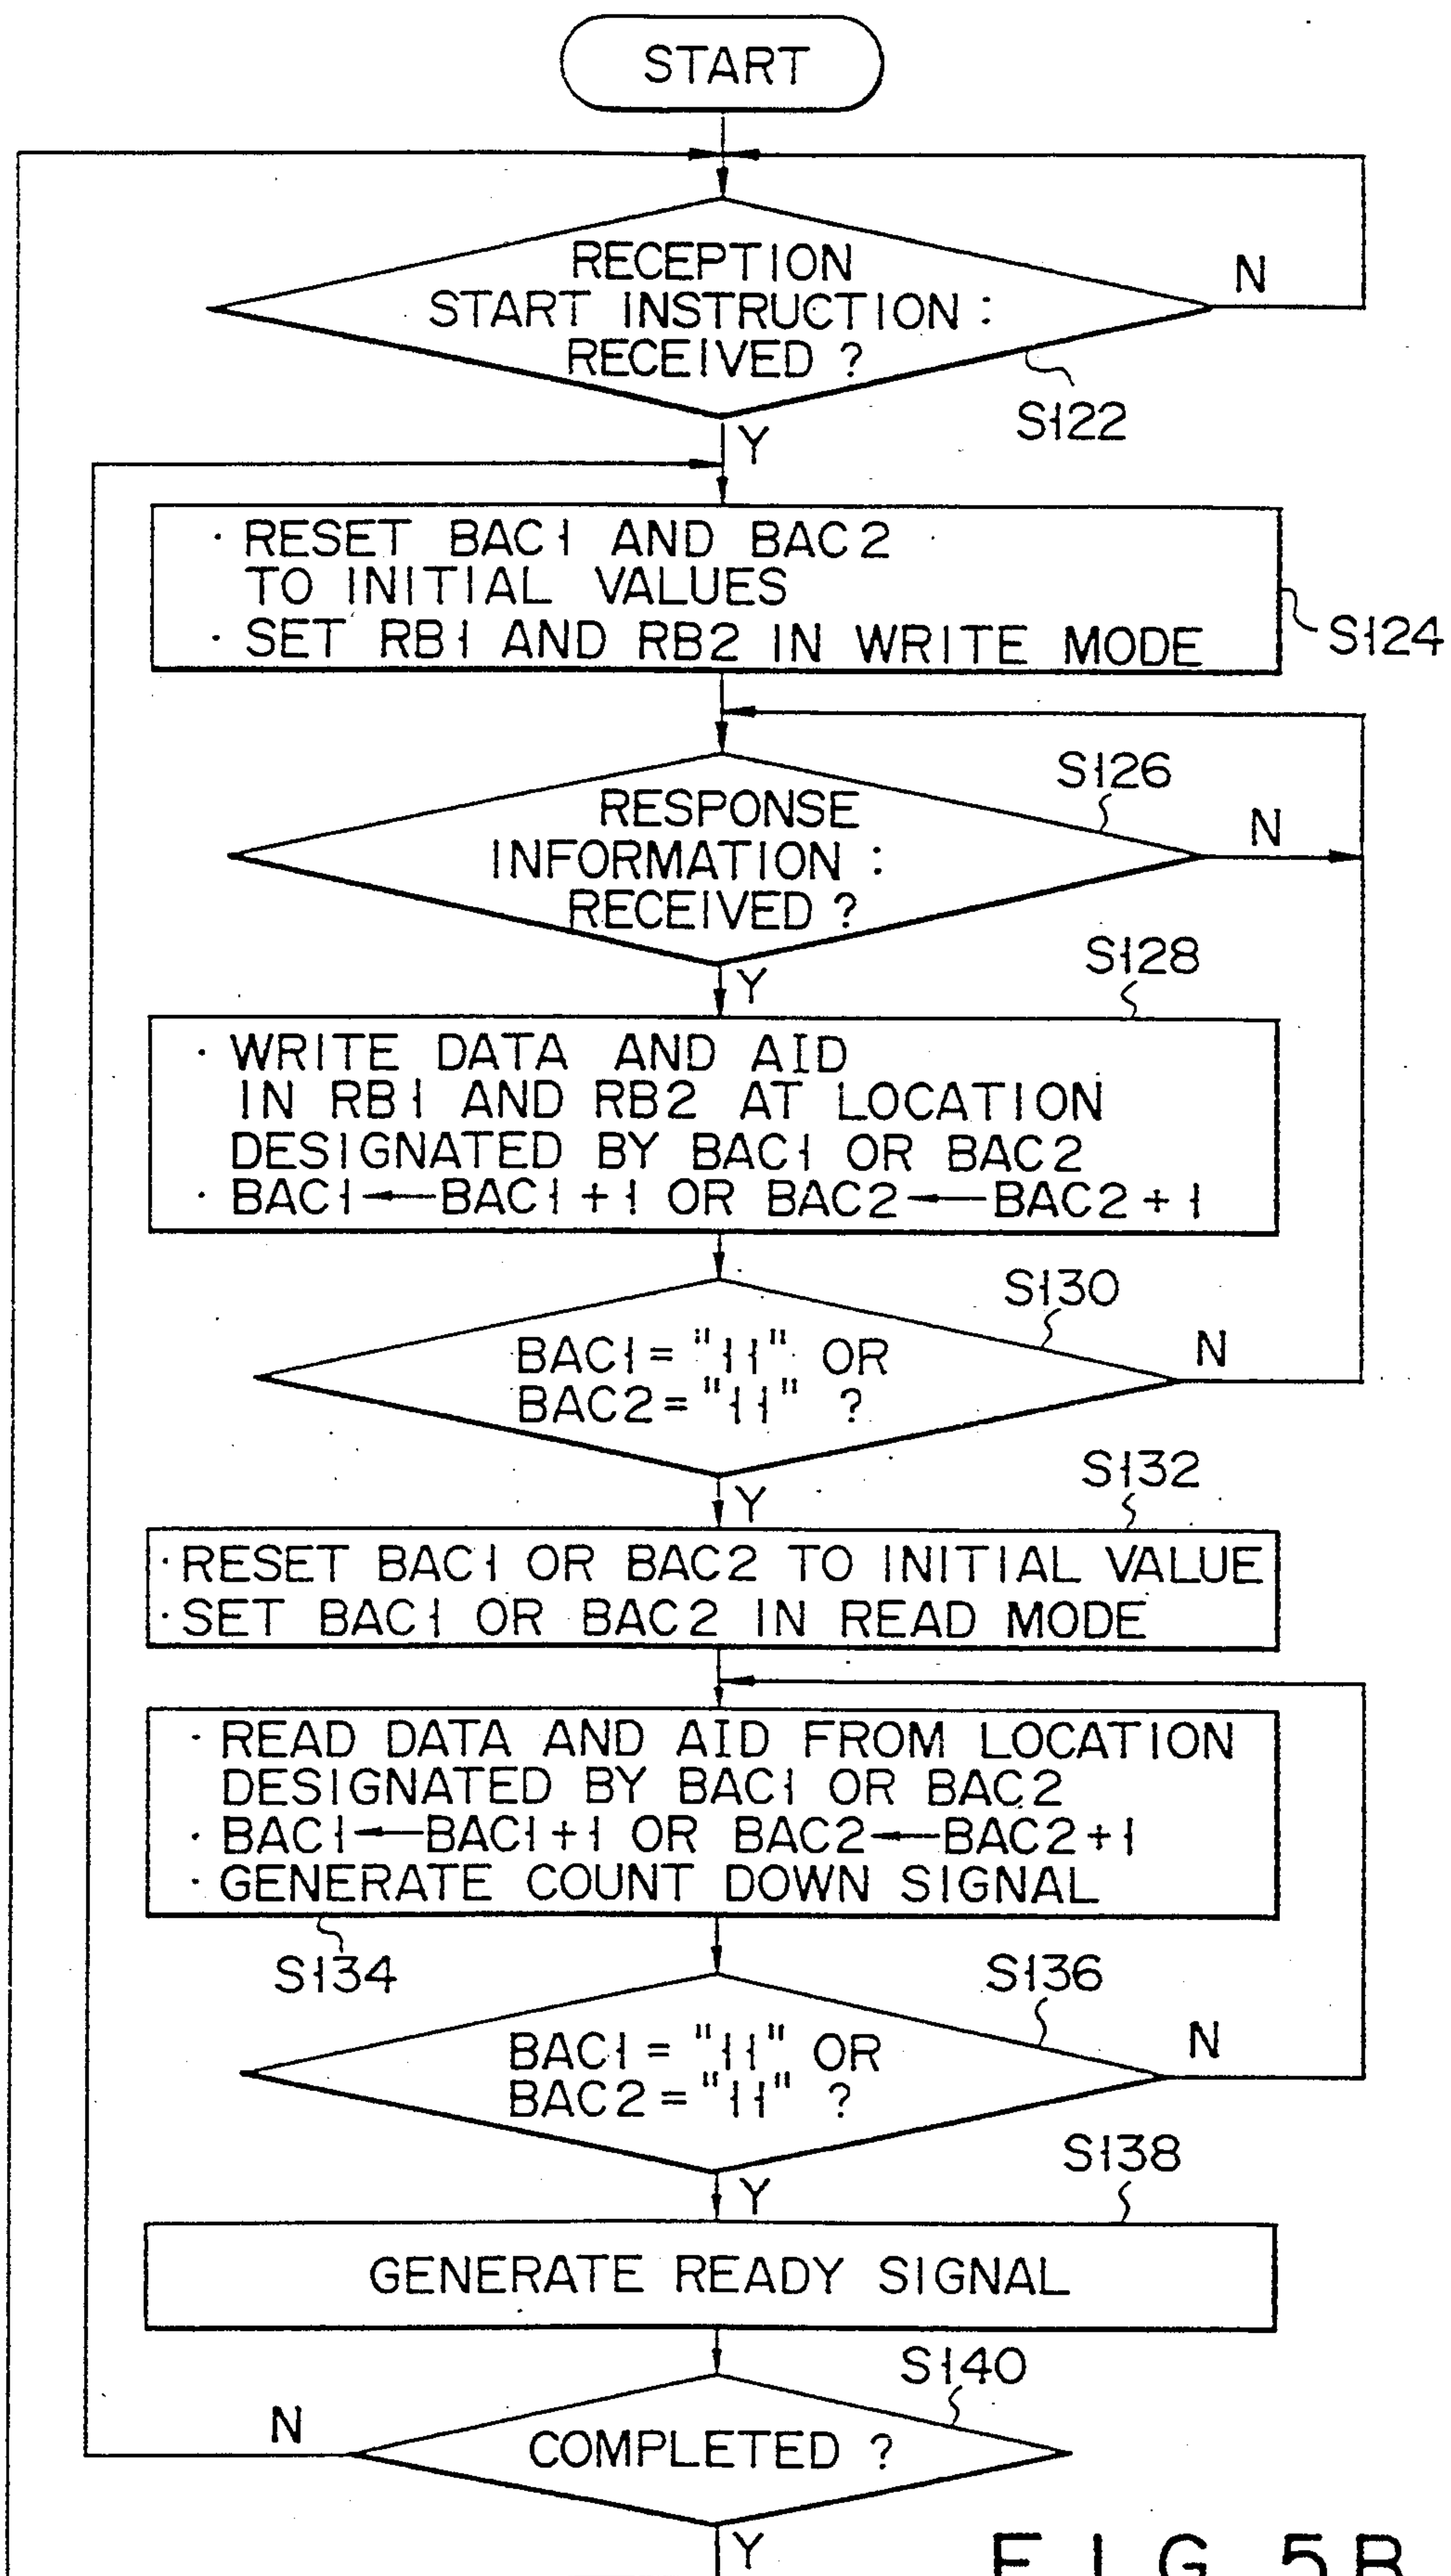 START
RECEPTION
START INSTRUCTION :
RECEIVED ?
N
S122
Y
· RESET BAC1 AND BAC2
TO INITIAL VALUES
· SET RB1 AND RB2 IN WRITE MODE
S124
S126
RESPONSE
INFORMATION :
RECEIVED ?
N
Y
S128
· WRITE DATA AND AID
IN RB1 AND RB2 AT LOCATION
DESIGNATED BY BAC1 OR BAC2
· BAC1←BAC1+1 OR BAC2←BAC2+1
S130
BAC1="11" OR
BAC2="11" ?
N
Y
S132
· RESET BAC1 OR BAC2 TO INITIAL VALUE
· SET BAC1 OR BAC2 IN READ MODE
· READ DATA AND AID FROM LOCATION
DESIGNATED BY BAC1 OR BAC2
· BAC1←BAC1+1 OR BAC2←BAC2+1
· GENERATE COUNT DOWN SIGNAL
S134
S136
BAC1="11" OR
BAC2="11" ?
N
Y
S138
GENERATE READY SIGNAL
S140
COMPLETED ?
N
Y
FIG. 5B